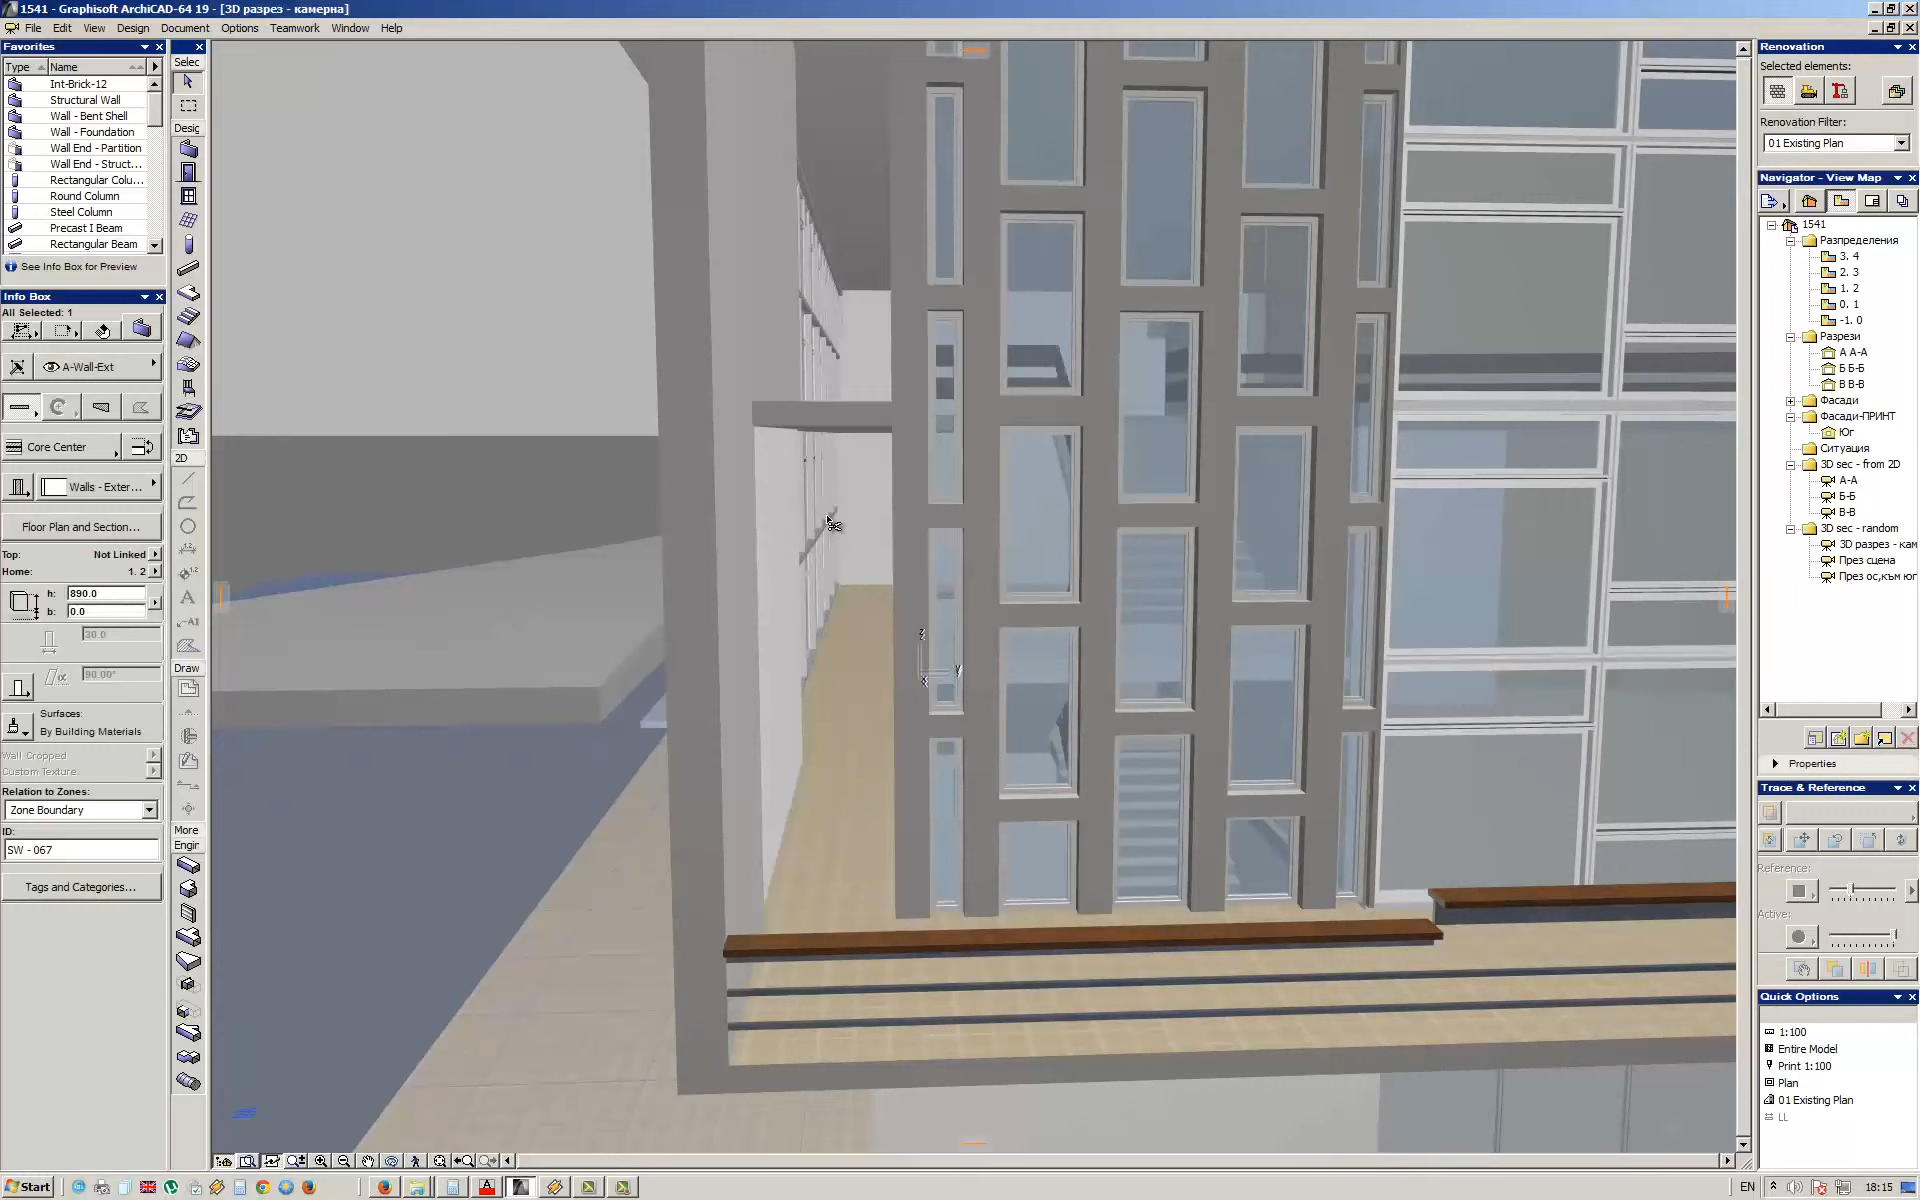 1541 - Graphisoft ArchiCAD-64 19 - [3D разрез - камерна]
File Edit View Design Document Options Teamwork Window Help
Favorites
Type Name
Int-Brick-12
Structural Wall
Wall - Bent Shell
Wall - Foundation
Wall End - Partition
Wall End - Struct...
Rectangular Colu...
Round Column
Steel Column
Precast I Beam
Rectangular Beam
See Info Box for Preview
Info Box
All Selected: 1
A-Wall-Ext
Core Center
Walls - Exter...
Floor Plan and Section...
Top: Not Linked
Home: 1. 2
h: 890.0
b: 0.0
30.0
90.00°
Surfaces:
By Building Materials
Wall Cropped
Custom Texture.
Relation to Zones:
Zone Boundary
ID:
SW - 067
Tags and Categories...
Selec
Desig
2D
Draw
More
Engir
z
y
x
Renovation
Selected elements:
Renovation Filter:
01 Existing Plan
Navigator - View Map
1541
Разпределения
3. 4
2. 3
1. 2
0. 1
-1. 0
Разрези
А А-А
Б Б-Б
В В-В
Фасади
Фасади-ПРИНТ
Юг
Ситуация
3D sec - from 2D
А-А
Б-Б
В-В
3D sec - random
3D разрез - кам
През сцена
През ос,към юг
Properties
Trace & Reference
Reference:
Active:
Quick Options
1:100
Entire Model
Print 1:100
Plan
01 Existing Plan
LL
Start
EN
18:15